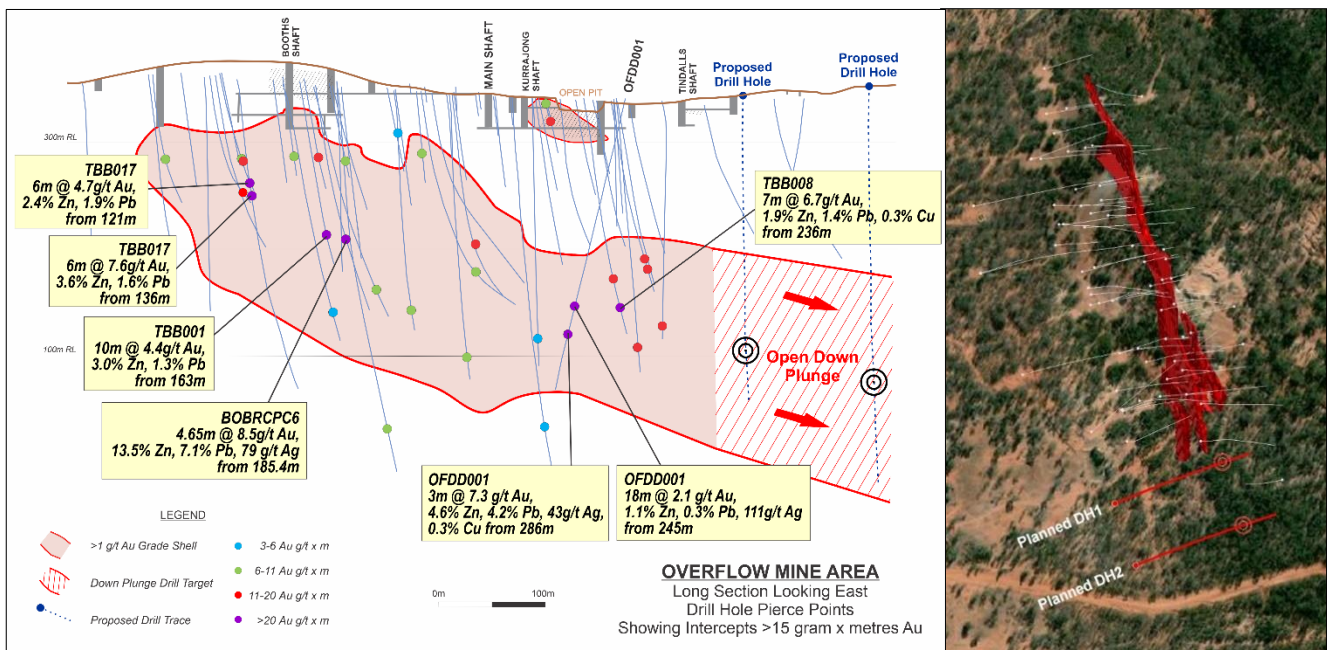 BOOTHS
SHAFT
MAIN SHAFT
KURRAJONG
SHAFT
OPEN PIT
OFDD001
TINDALLS
SHAFT
Proposed
Drill Hole
Proposed
Drill Hole
300m RL
TBB017
6m @ 4.7g/t Au,
2.4% Zn, 1.9% Pb
from 121m
TBB008
7m @ 6.7g/t Au,
1.9% Zn, 1.4% Pb, 0.3% Cu
from 236m
TBB017
6m @ 7.6g/t Au,
3.6% Zn, 1.6% Pb
from 136m
TBB001
10m @ 4.4g/t Au,
3.0% Zn, 1.3% Pb
from 163m
100m RL
Open Down
Plunge
BOBRCPC6
4.65m @ 8.5g/t Au,
13.5% Zn, 7.1% Pb, 79 g/t Ag
from 185.4m
OFDD001
3m @ 7.3 g/t Au,
4.6% Zn, 4.2% Pb, 43g/t Ag,
0.3% Cu from 286m
OFDD001
18m @ 2.1 g/t Au,
1.1% Zn, 0.3% Pb, 111g/t Ag
from 245m
LEGEND
>1 g/t Au Grade Shell
Down Plunge Drill Target
Proposed Drill Trace
3-6 Au g/t x m
6-11 Au g/t x m
11-20 Au g/t x m
>20 Au g/t x m
0m 100m
OVERFLOW MINE AREA
Long Section Looking East
Drill Hole Pierce Points
Showing Intercepts >15 gram x metres Au
Planned DH1
Planned DH2